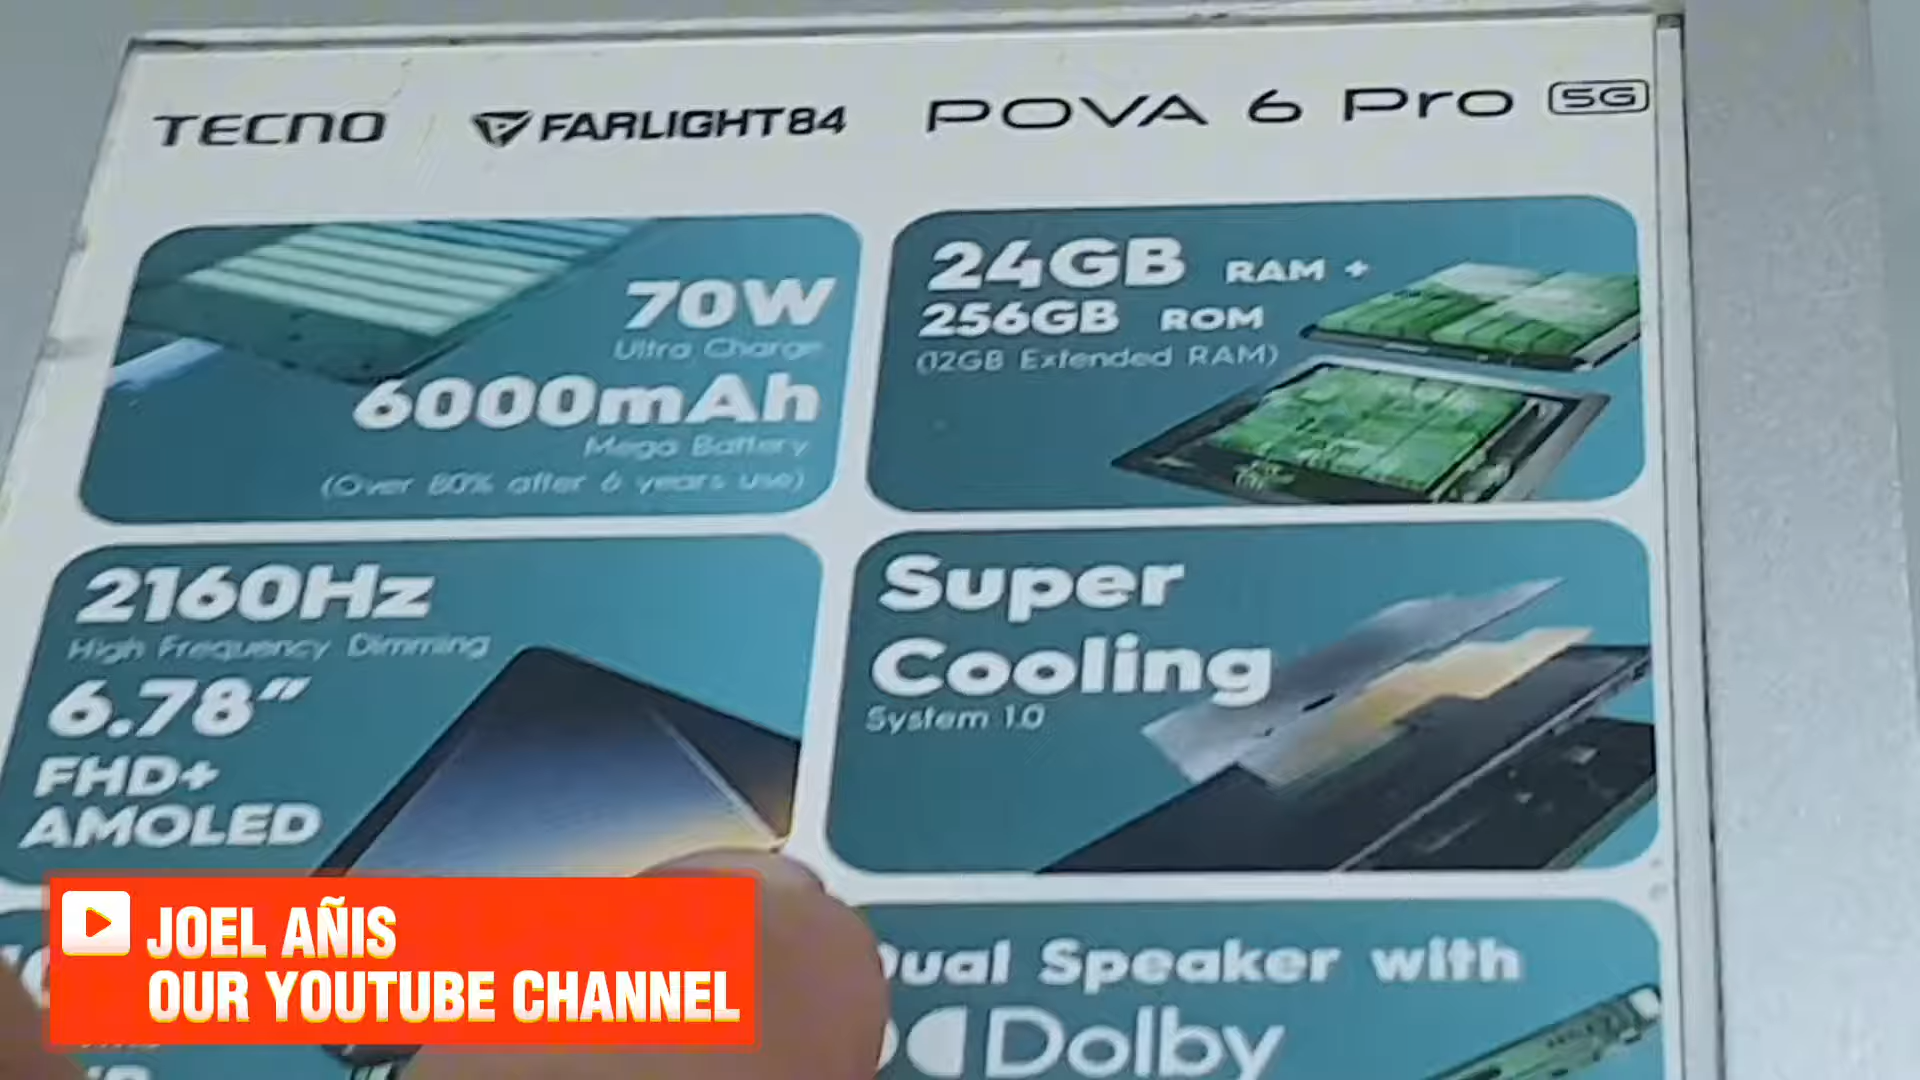 TECNO FARLIGHT84 POVA 6 Pro 5G
70W
Ultra Charge
6000mAh
Mega Battery
(Over 80% after 6 years use)
24GB RAM +
256GB ROM
(12GB Extended RAM)
2160Hz
High Frequency Dimming
6.78"
FHD+
AMOLED
Super
Cooling
System 1.0
Speaker with
Dolby
JOEL AÑIS
OUR YOUTUBE CHANNEL